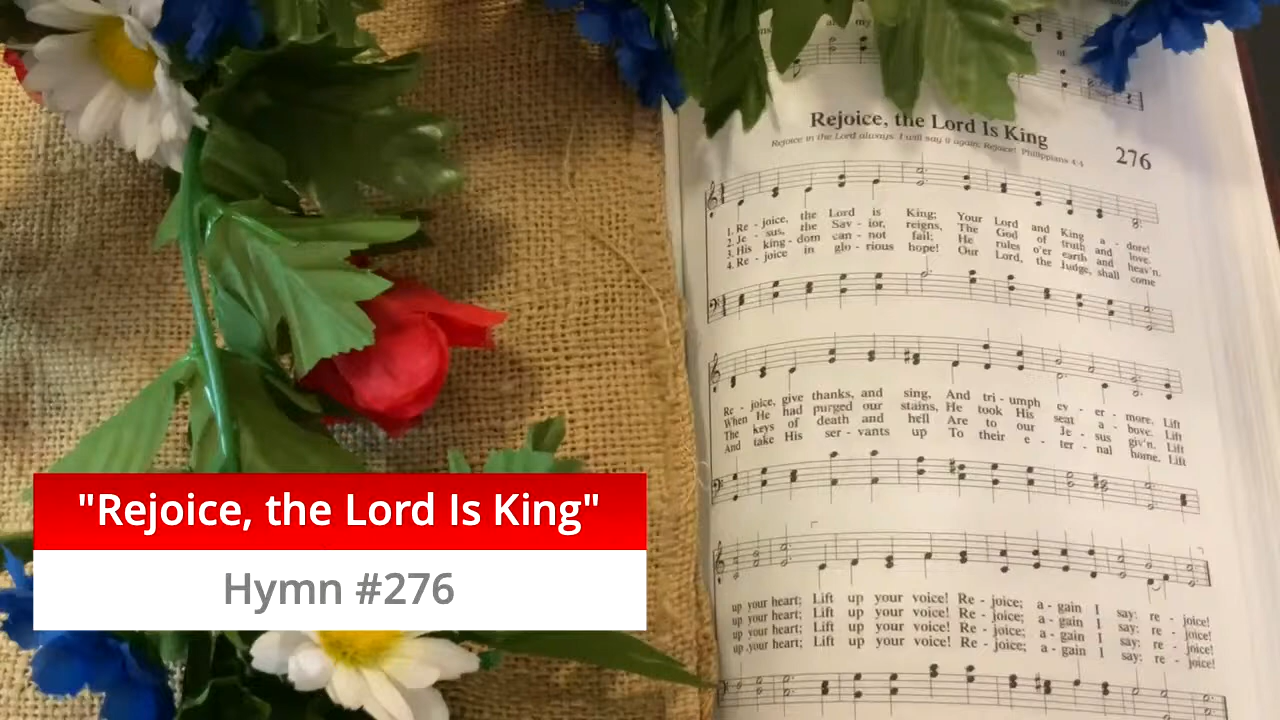 and my
Rejoice, the Lord Is King
Rejoice in the Lord always. I will say it again: Rejoice! Philippians 4:4
276
1. Re - joice, the Lord is King; Your Lord and King a - dore!
2. Je - sus, the Sav - ior, reigns, The God of truth and love.
3. His king - dom can - not fail; He rules o'er earth and heav'n.
4. Re - joice in glo - rious hope! Our Lord, the Judge, shall come
Re - joice, give thanks, and sing, And tri - umph ev - er - more. Lift
When He had purged our stains, He took His seat a - bove. Lift
The keys of death and hell Are to our Je - sus giv'n. Lift
And take His ser - vants up To their e - ter - nal home. Lift
up your heart; Lift up your voice! Re - joice; a - gain I say: re - joice!
up your heart; Lift up your voice! Re - joice; a - gain I say: re - joice!
up your heart; Lift up your voice! Re - joice; a - gain I say: re - joice!
up your heart; Lift up your voice! Re - joice; a - gain I say: re - joice!
"Rejoice, the Lord Is King"
Hymn #276